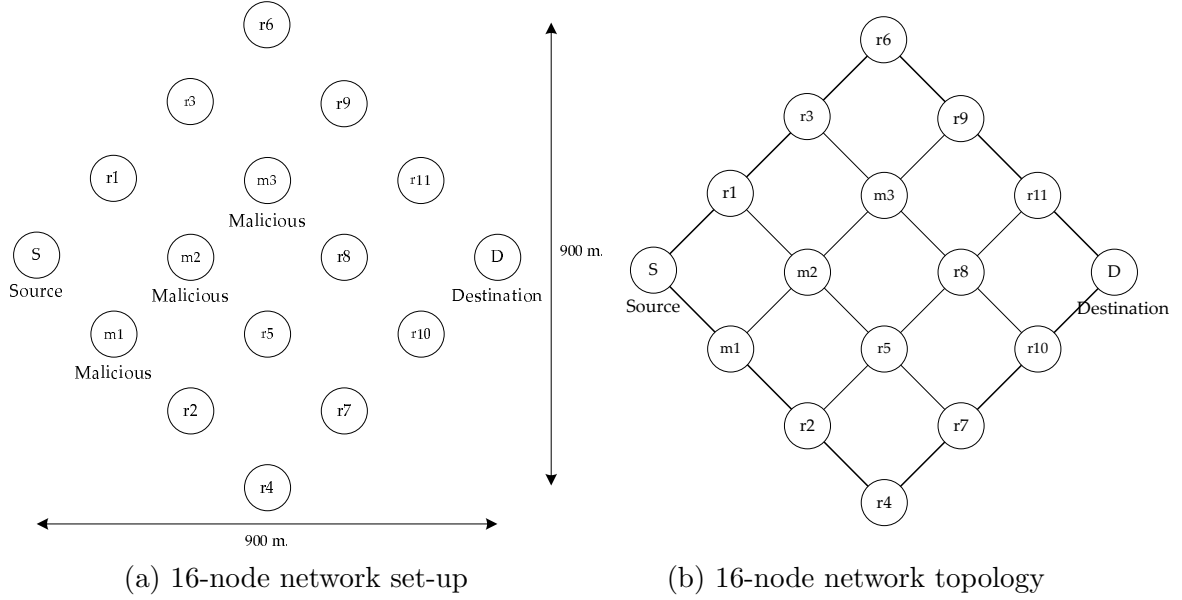 r6
r3
r9
r1
m3
Malicious
r11
S
Source
m2
Malicious
r8
D
Destination
m1
Malicious
r5
r10
r2
r7
r4
900 m.
900 m.
(a) 16-node network set-up
r6
r3
r9
r1
m3
r11
S
Source
m2
r8
D
Destination
m1
r5
r10
r2
r7
r4
(b) 16-node network topology